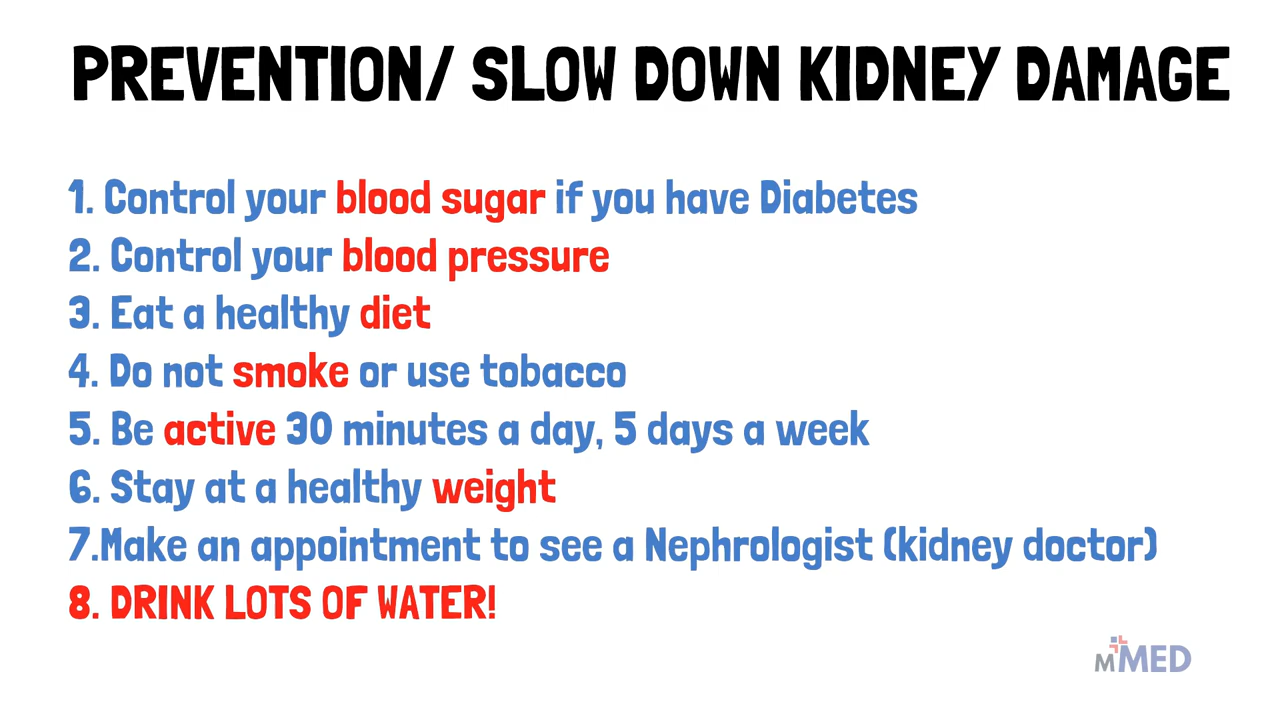 PREVENTION/ SLOW DOWN KIDNEY DAMAGE
1. Control your blood sugar if you have Diabetes
2. Control your blood pressure
3. Eat a healthy diet
4. Do not smoke or use tobacco
5. Be active 30 minutes a day, 5 days a week
6. Stay at a healthy weight
7.Make an appointment to see a Nephrologist (kidney doctor)
8. DRINK LOTS OF WATER!
MMED